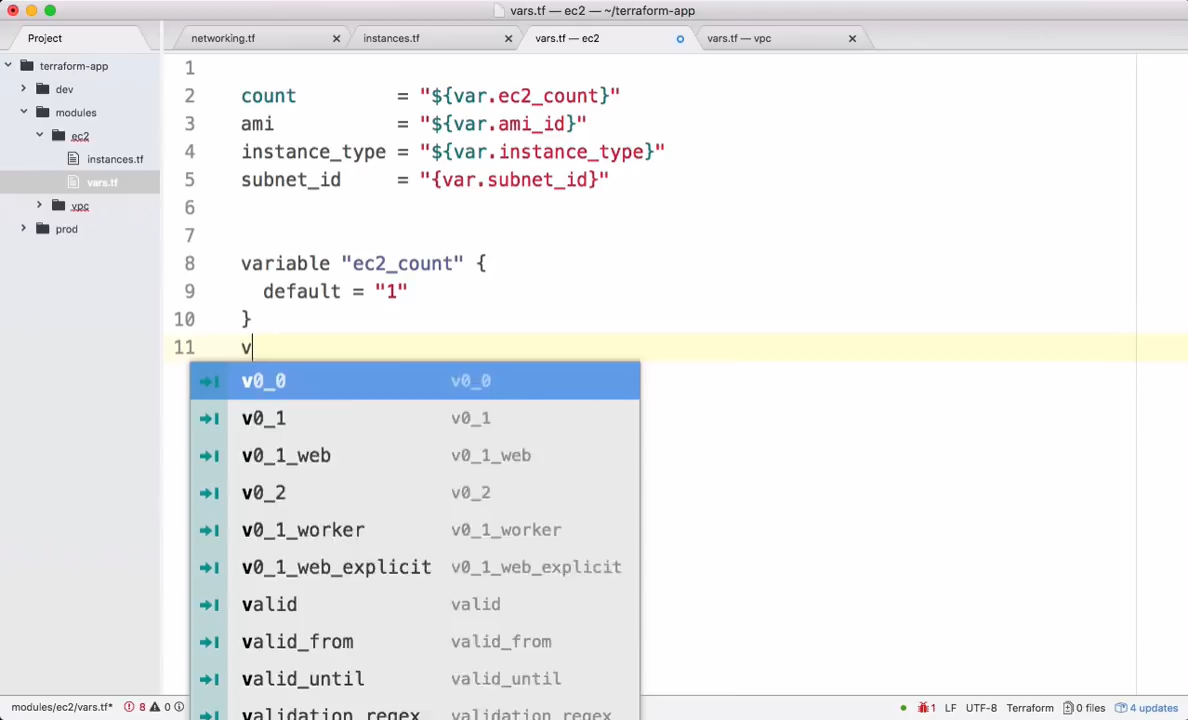 vars.tf — ec2 — ~/terraform-app
Project
networking.tf
instances.tf
vars.tf — ec2
vars.tf — vpc
terraform-app
dev
modules
ec2
instances.tf
vars.tf
vpc
prod
1
2 count = "${var.ec2_count}"
3 ami = "${var.ami_id}"
4 instance_type = "${var.instance_type}"
5 subnet_id = "{var.subnet_id}"
6
7
8 variable "ec2_count" {
9 default = "1"
10 }
11 v
v0_0 v0_0
v0_1 v0_1
v0_1_web v0_1_web
v0_2 v0_2
v0_1_worker v0_1_worker
v0_1_web_explicit v0_1_web_explicit
valid valid
valid_from valid_from
valid_until valid_until
validation_regex validation_regex
modules/ec2/vars.tf* 8 0 1 LF UTF-8 Terraform 0 files 4 updates